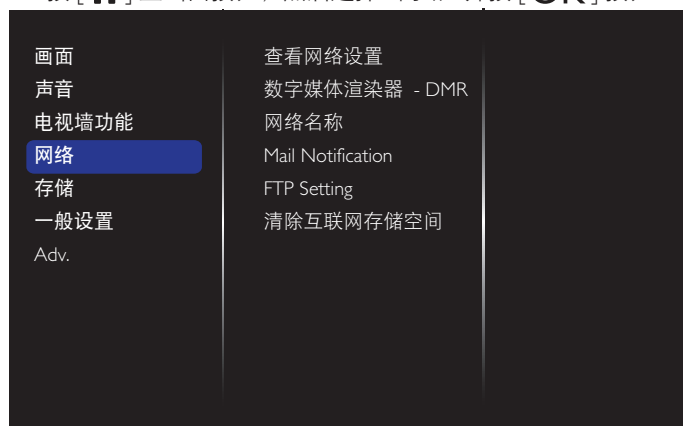 画面
声音
电视墙功能
网络
存储
一般设置
Adv.
查看网络设置
数字媒体渲染器 - DMR
网络名称
Mail Notification
FTP Setting
清除互联网存储空间